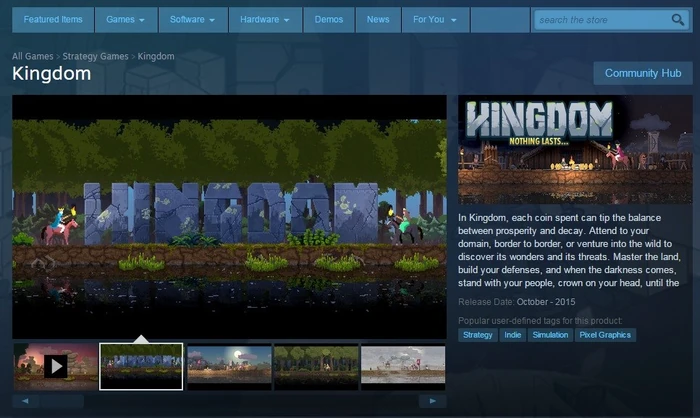 Featured Items Games Software Hardware Demos News For You search the store
All Games > Strategy Games > Kingdom
Kingdom
Community Hub
KINGDOM
KINGDOM
NOTHING LASTS...
In Kingdom, each coin spent can tip the balance
between prosperity and decay. Attend to your
domain, border to border, or venture into the wild to
discover its wonders and its threats. Master the land,
build your defenses, and when the darkness comes,
stand with your people, crown on your head, until the
Release Date: October - 2015
Popular user-defined tags for this product:
Strategy Indie Simulation Pixel Graphics